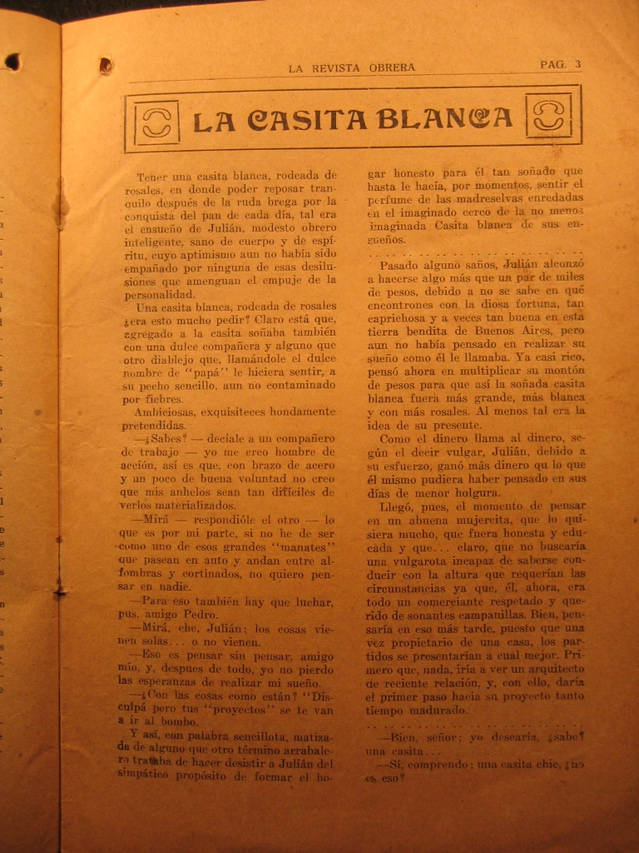 LA REVISTA OBRERA
PAG. 3
LA CASITA BLANCA
Tener una casita blanca, rodeada de
rosales, en donde poder reposar tran-
quilo después de la ruda brega por la
conquista del pan de cada día, tal era
el ensueño de Julián, modesto obrero
inteligente, sano de cuerpo y de espí-
ritu, cuyo aptimismo aun no había sido
empañado por ninguna de esas desilu-
siones que amenguan el empuje de la
personalidad.
Una casita blanca, rodeada de rosales
¿era esto mucho pedir? Claro está que,
agregado a la casita soñaba también
con una dulce compañera y alguno que
otro diablejo que, llamándole el dulce
nombre de "papá" le hiciera sentir, a
su pecho sencillo, aun no contaminado
por fiebres.
Ambiciosas, exquisiteces hondamente
pretendidas.
—¿Sabes? — decíale a un compañero
de trabajo — yo me creo hombre de
acción, así es que, con brazo de acero
y un poco de buena voluntad no creo
que mis anhelos sean tan difíciles de
verlos materializados.
—Mirá — respondióle el otro — lo
que es por mi parte, si no he de ser
como uno de esos grandes "manates"
que pasean en auto y andan entre al-
fombras y cortinados, no quiero pen-
sar en nadie.
—Para eso también hay que luchar,
pus, amigo Pedro.
—Mirá, che, Julián; los cosas vie-
nen solas... o no vienen.
—Eso es pensar sin pensar, amigo
mio, y, despues de todo, yo no pierdo
las esperanzas de realizar mi sueño.
—¿Con las cosas como están? "Dis-
culpá pero tus "proyectos" se te van
a ir al bombo.
Y así, con palabra sencillota, matiza-
da de alguno que otro término arrabale-
ro trataba de hacer desistir a Julián del
simpático propósito de formar el ho-
gar honesto para él tan soñado que
hasta le hacía, por momentos, sentir el
perfume de las madreselvas enredadas
en el imaginado cerco de la no menos
imaginada Casita blanca de sus en-
sueños.
Pasado alguno saños, Julián alconzó
a hacerse algo más que un par de miles
de pesos, debido a no se sabe en qué
encontrones con la diosa fortuna, tan
caprichosa y a veces tan buena en esta
tierra bendita de Buenos Aires, pero
aun no había pensado en realizar su
sueño como él le llamaba. Ya casi rico,
pensó ahora en multiplicar su montón
de pesos para que así la soñada casita
blanca fuera más grande, más blanca
y con más rosales. Al menos tal era la
idea de su presente.
Como el dinero llama al dinero, se-
gún el decir vulgar, Julián, debido a
su esfuerzo, ganó más dinero qu lo que
él mismo pudiera haber pensado en sus
días de menor holgura.
Llegó, pues, el momento de pensar
en un abuena mujercita, que lo qui-
siera mucho, que fuera honesta y edu-
cada y que... claro, que no buscaría
una vulgarota incapaz de saberse con-
ducir con la altura que requerían las
circunstancias ya que, él, ahora, era
todo un comerciante respetado y que-
rido de sonantes campanillas. Bien, pen-
saría en eso más tarde, puesto que una
vez propietario de una casa, los par-
tidos se presentarían a cual mejor. Pri-
mero que, nada, iría a ver un arquitecto
de reciente relación, y, con ello, daría
el primer paso hacia su proyecto tanto
tiempo madurado.
—Bien, señor; yo desearía, ¿sabe?
una casita...
—Sí, comprendo; una casita chic, ¿no
es eso?